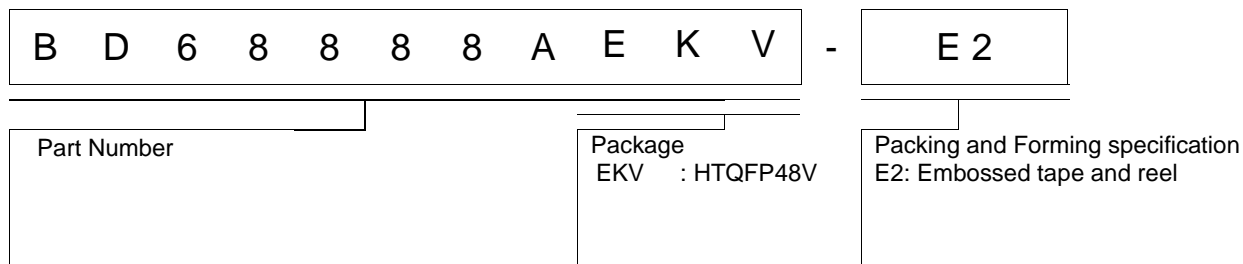 B D 6 8 8 8 8 A E K V - E 2
Part Number
Package
EKV : HTQFP48V
Packing and Forming specification
E2: Embossed tape and reel